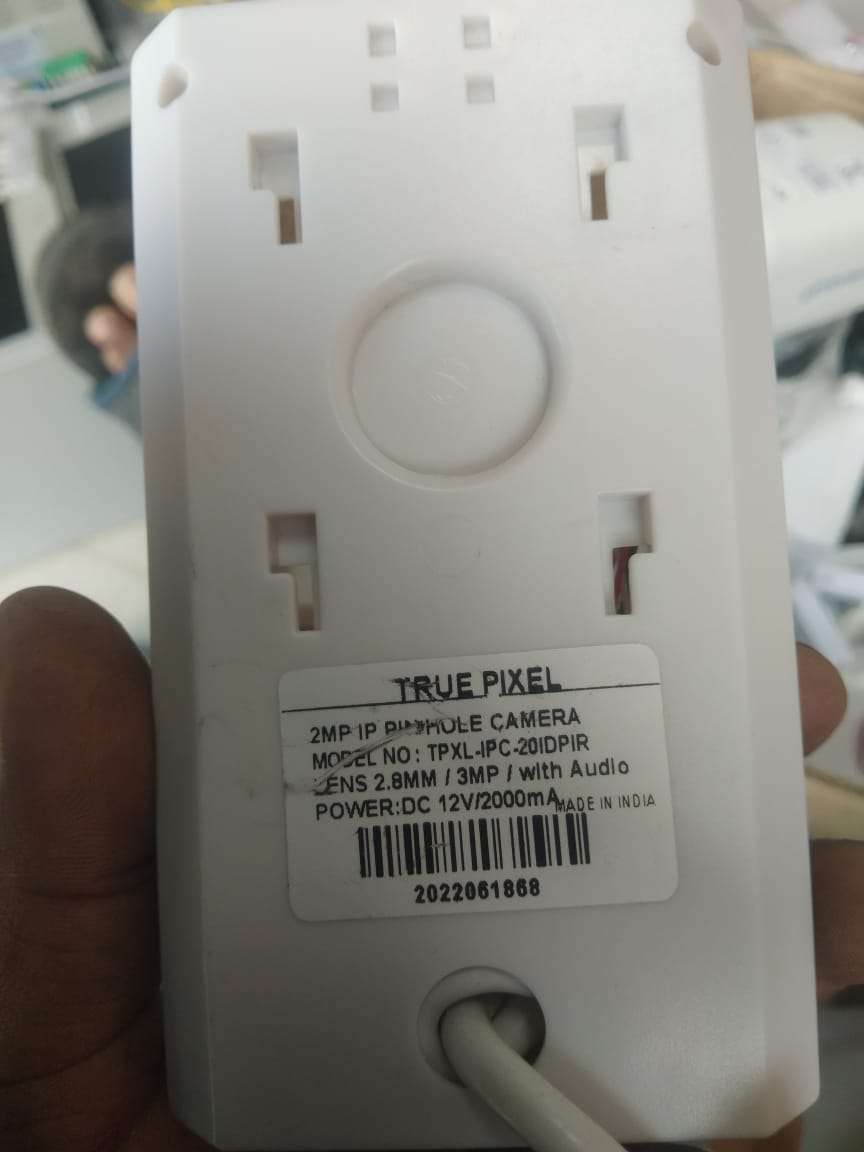 TRUE PIXEL
2MP IP PINHOLE CAMERA
MODEL NO: TPXL-IPC-20IDPIR
LENS 2.8MM / 3MP / with Audio
POWER:DC 12V/2000mA MADE IN INDIA
2022061868